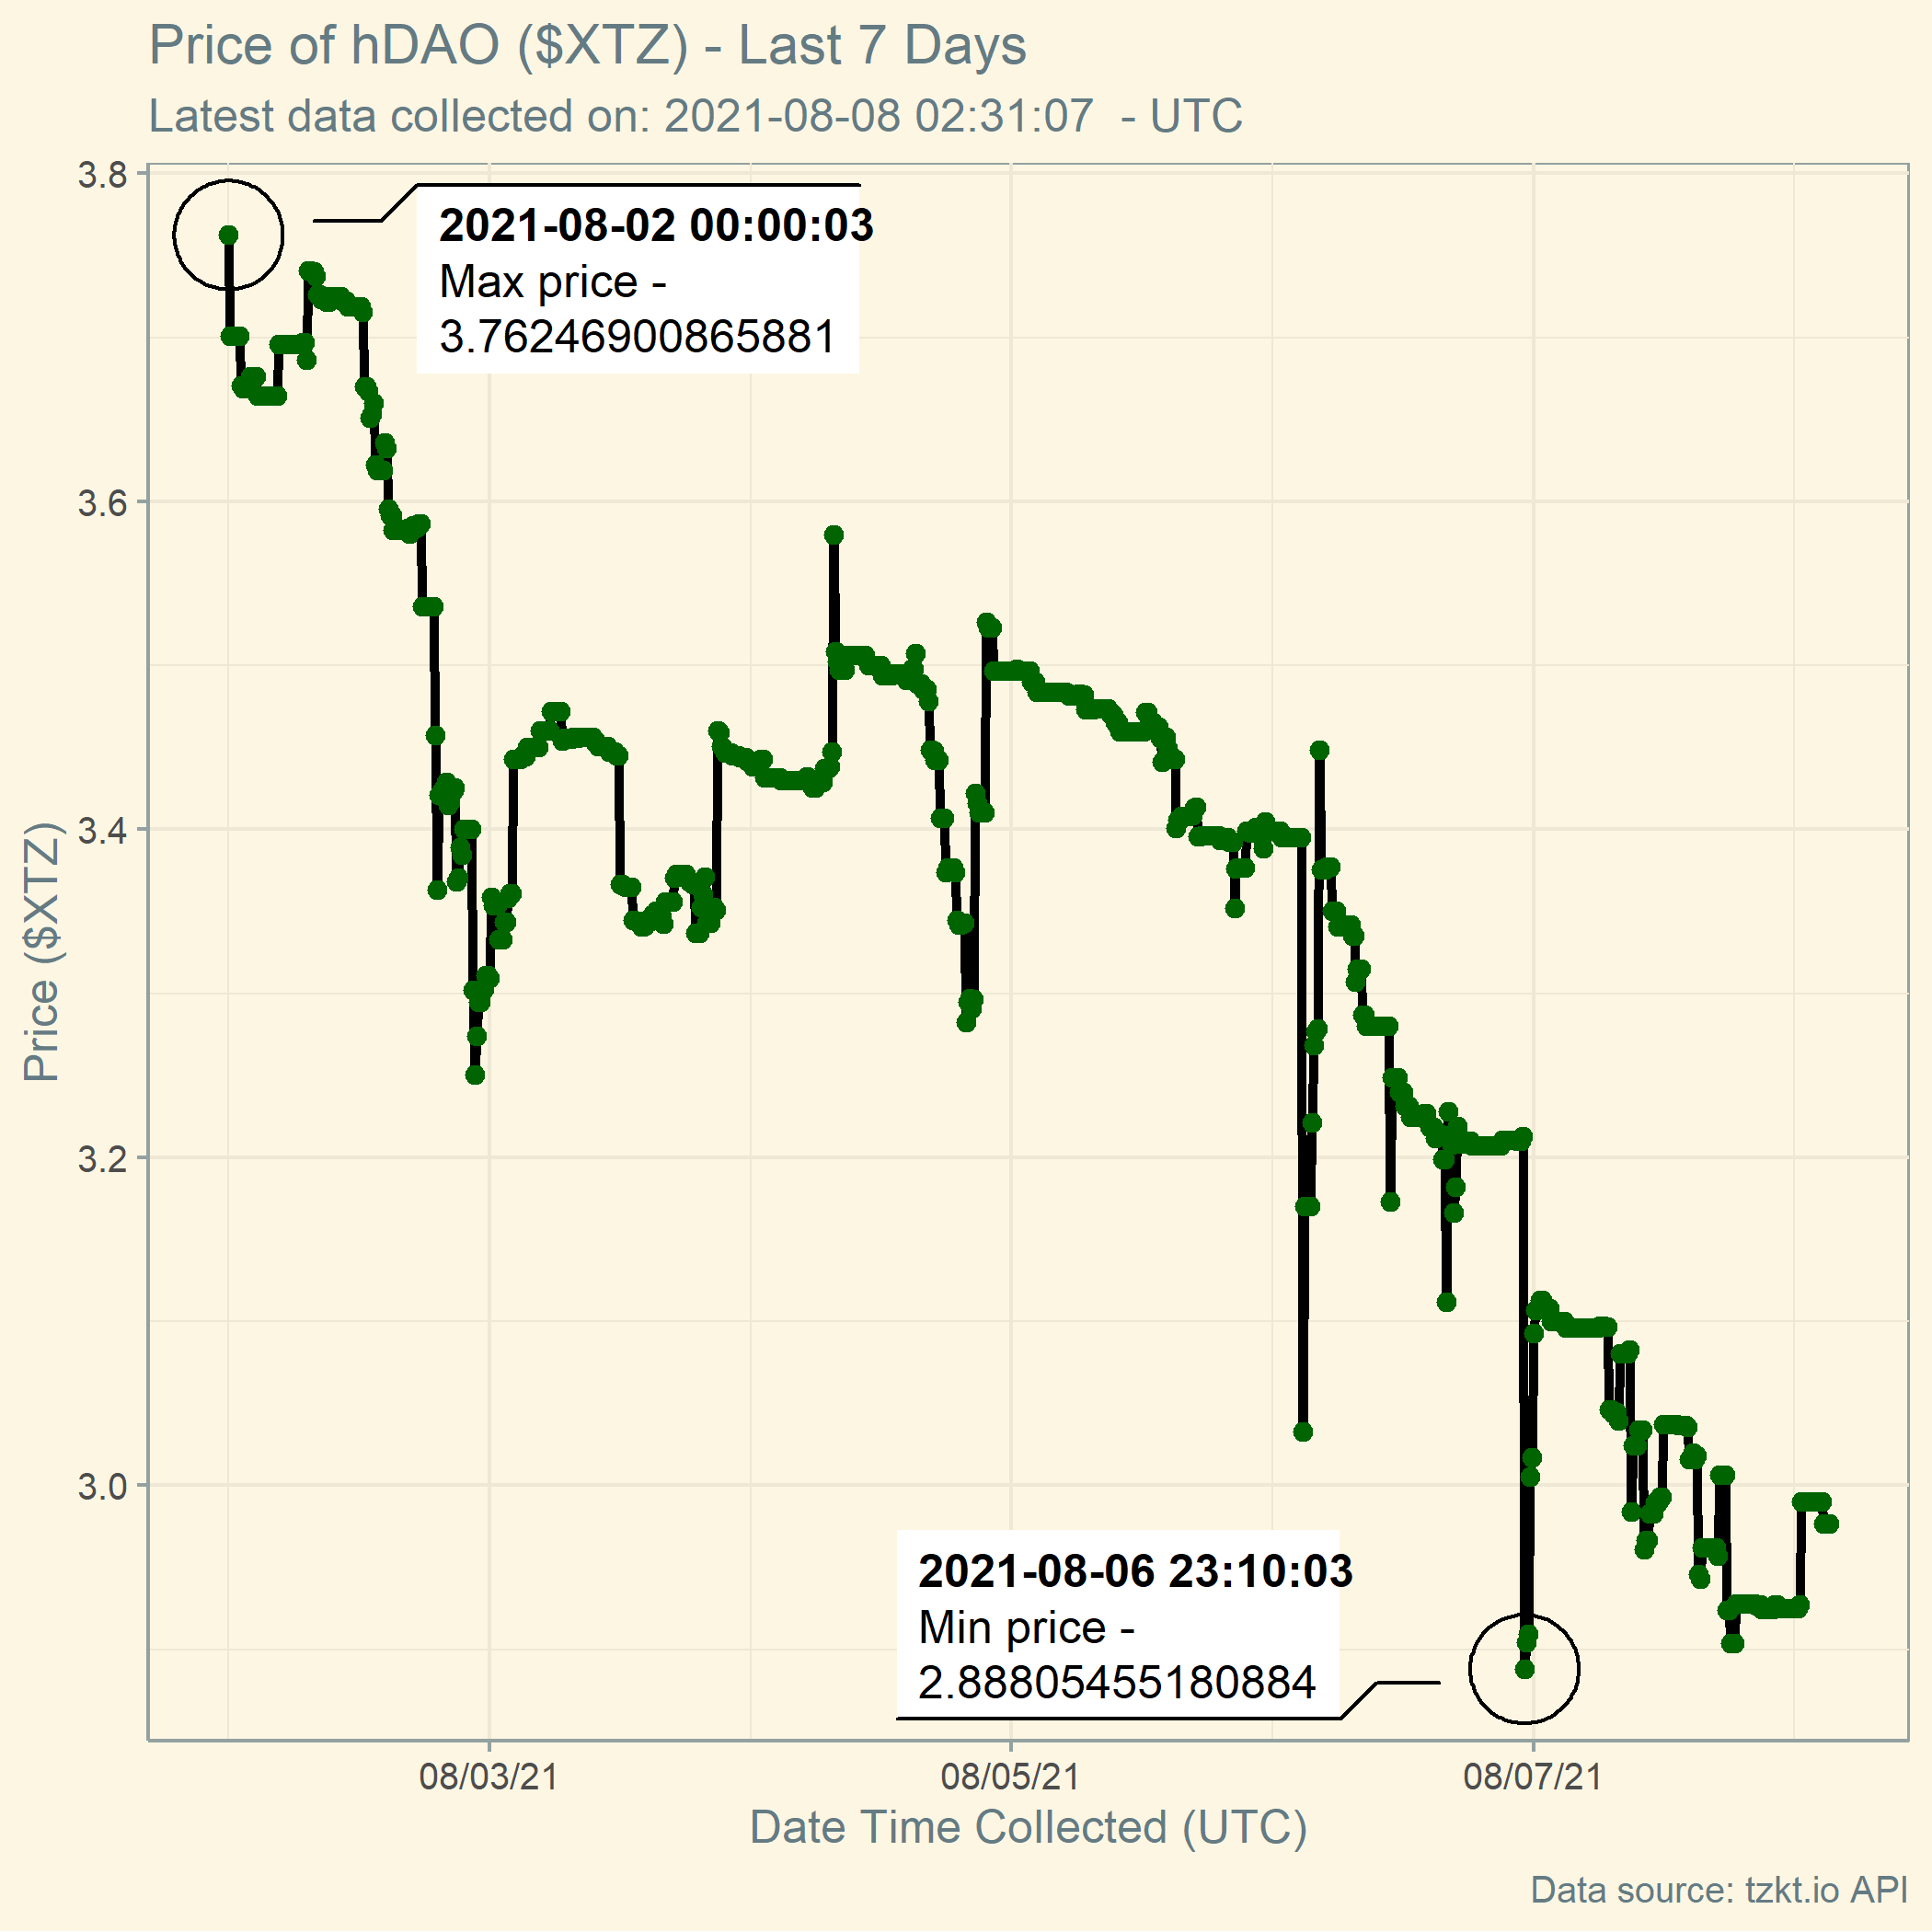 Price of hDAO ($XTZ) - Last 7 Days
Latest data collected on: 2021-08-08 02:31:07  - UTC
3.8
3.6
3.4
3.2
3.0
Price ($XTZ)
2021-08-02 00:00:03
Max price -
3.76246900865881
2021-08-06 23:10:03
Min price -
2.88805455180884
08/03/21
08/05/21
08/07/21
Date Time Collected (UTC)
Data source: tzkt.io API